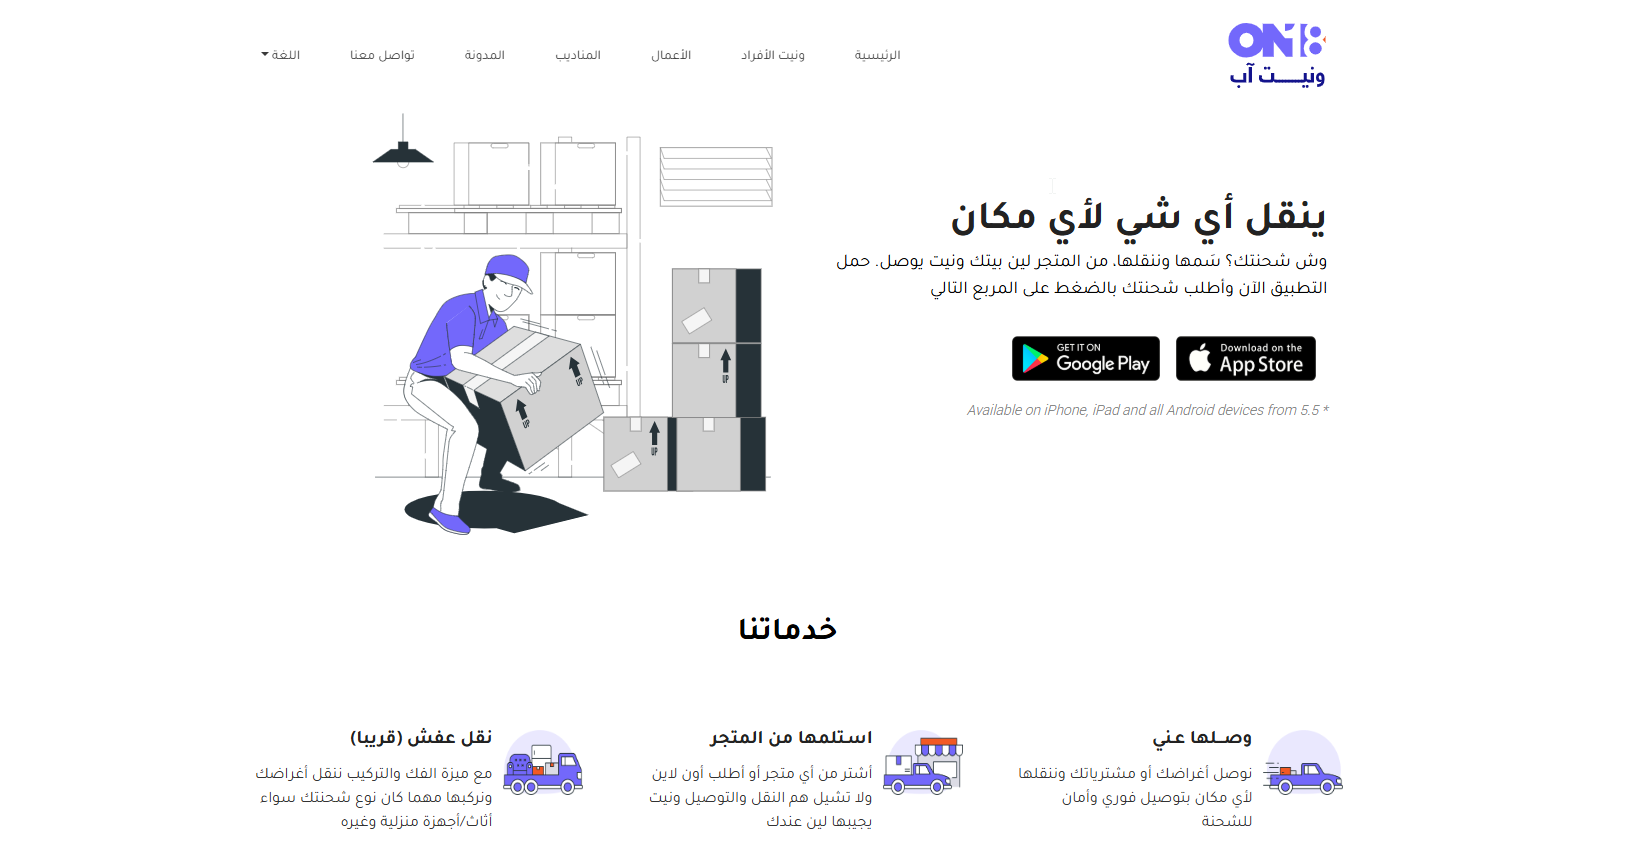 ON18
ونيت آب
الرئيسية
ونيت الأفراد
الأعمال
المناديب
المدونة
تواصل معنا
اللغة
ينقل أي شي لأي مكان
وش شحنتك؟ سَمها وننقلها، من المتجر لين بيتك ونيت يوصل. حمل
التطبيق الآن وأطلب شحنتك بالضغط على المربع التالي
Download on the
App Store
GET IT ON
Google Play
Available on iPhone, iPad and all Android devices from 5.5 *
UP
UP
UP
UP
خدماتنا
وصلها عني
نوصل أغراضك أو مشترياتك وننقلها
لأي مكان بتوصيل فوري وأمان
للشحنة
استلمها من المتجر
أشتر من أي متجر أو أطلب أون لاين
ولا تشيل هم النقل والتوصيل ونيت
يجيبها لين عندك
نقل عفش (قريبا)
مع ميزة الفك والتركيب ننقل أغراضك
ونركبها مهما كان نوع شحنتك سواء
أثاث/أجهزة منزلية وغيره